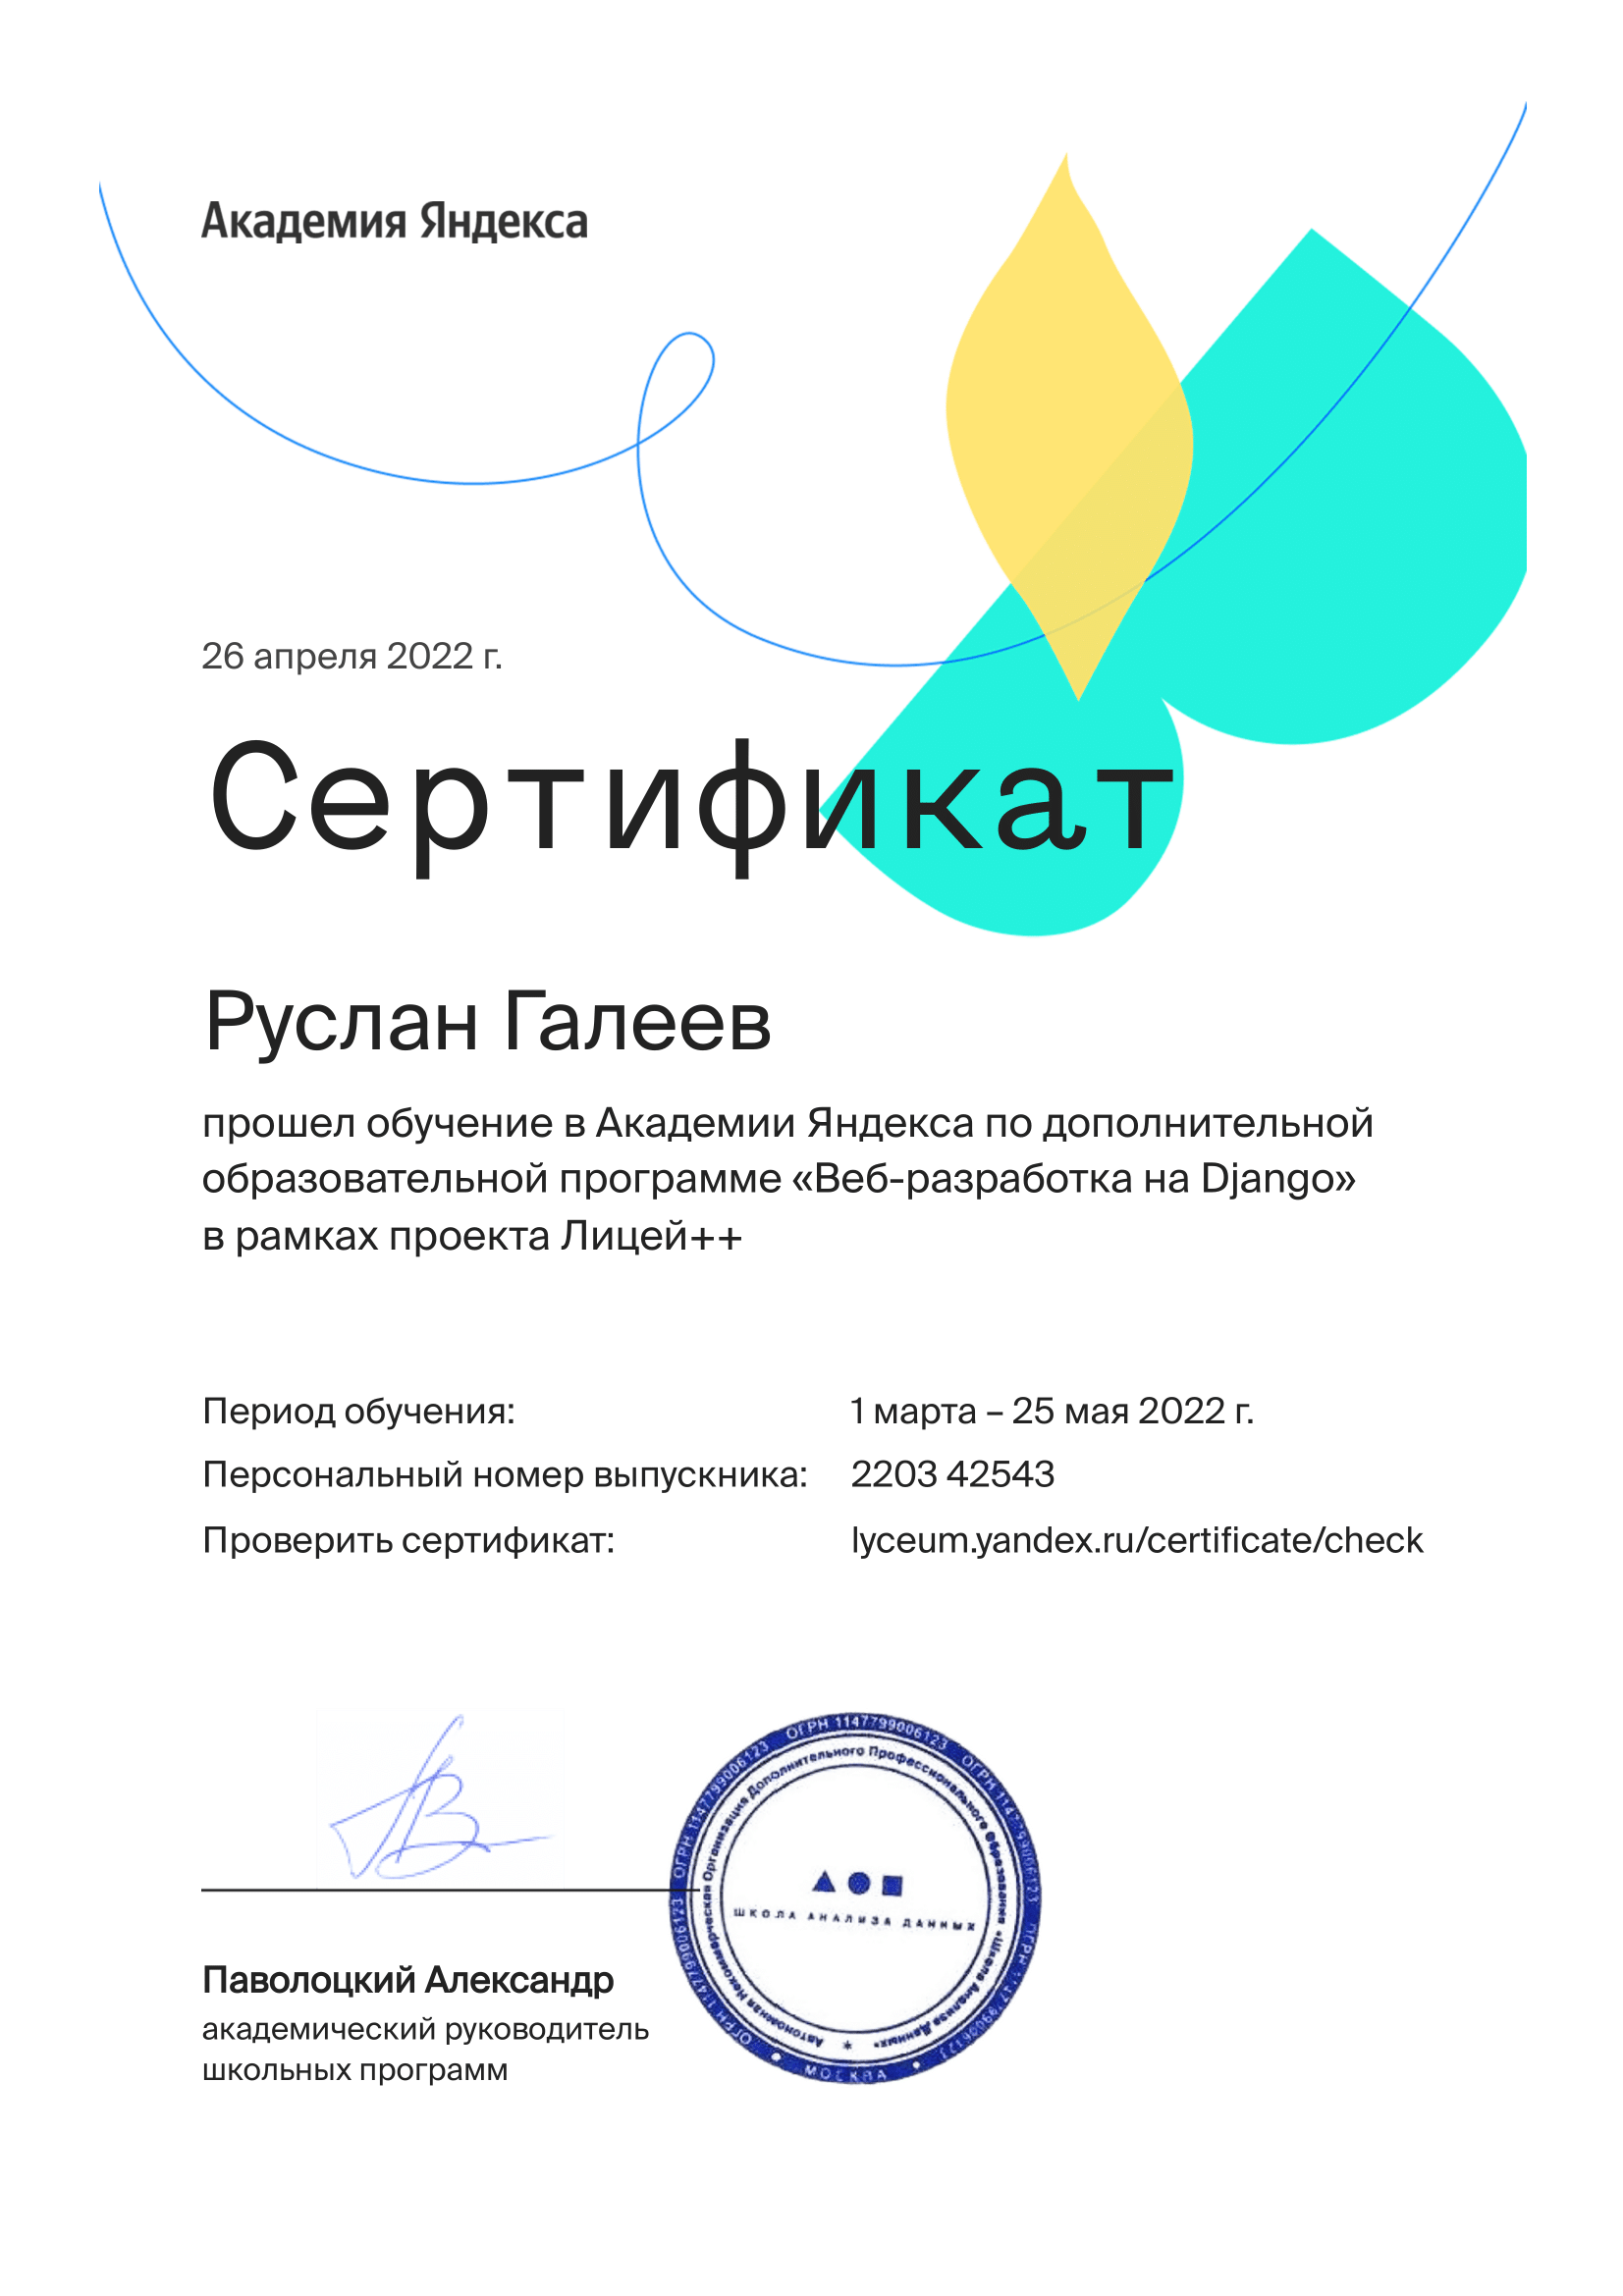 Академия Яндекса
26 апреля 2022 г.
Сертификат
Руслан Галеев
прошел обучение в Академии Яндекса по дополнительной
образовательной программе «Веб-разработка на Django»
в рамках проекта Лицей++
Период обучения: 1 марта – 25 мая 2022 г.
Персональный номер выпускника: 2203 42543
Проверить сертификат: lyceum.yandex.ru/certificate/check
ОГРН 1147799006123 ОГРН 1147799006123 ОГРН 1147799006123 ОГРН 1147799006123 ОГРН 1147799006123
МОСКВА
Автономная Некоммерческая Организация Дополнительного Профессионального Образования «Школа Анализа Данных»
ШКОЛА АНАЛИЗА ДАННЫХ
Паволоцкий Александр
академический руководитель
школьных программ